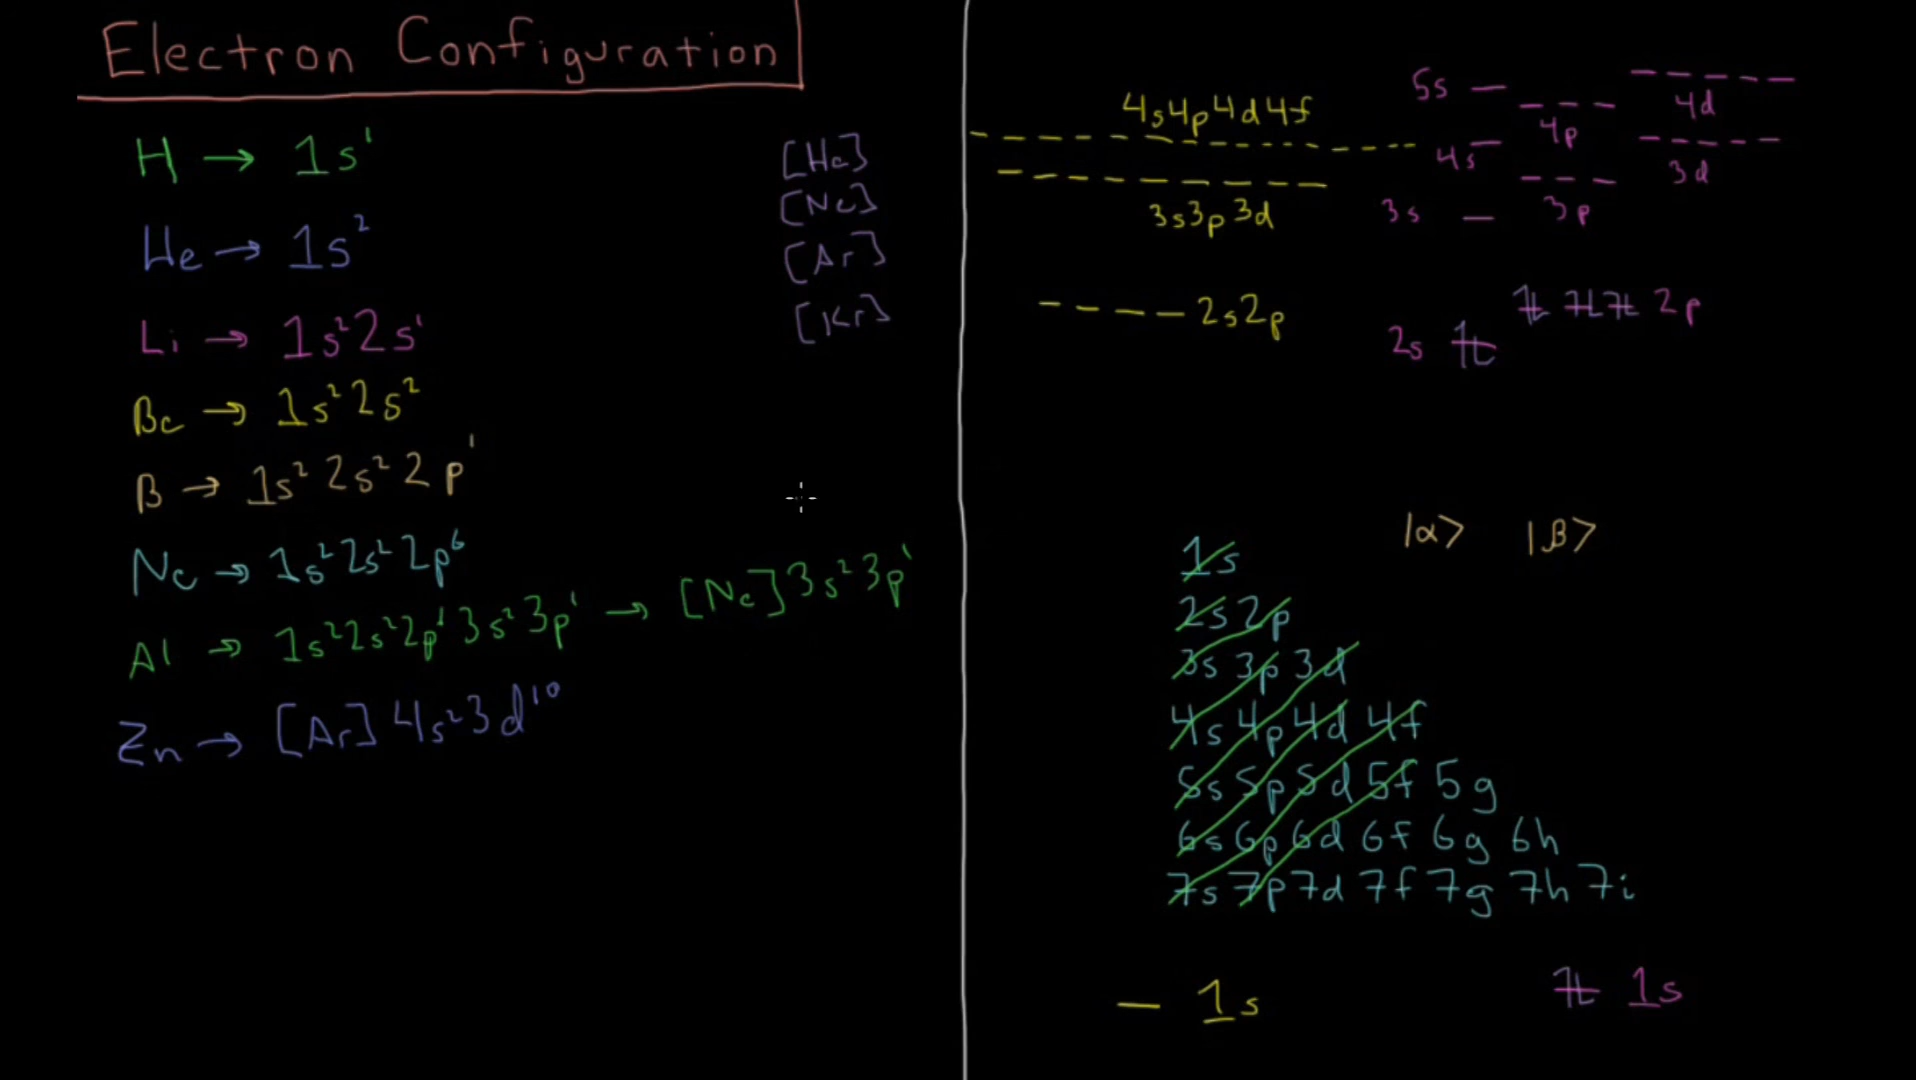 Electron Configuration
H → 1s¹
He → 1s²
Li → 1s²2s¹
Be → 1s²2s²
B → 1s²2s²2p¹
Ne → 1s²2s²2p⁶
Al → 1s²2s²2p⁶3s²3p¹ → [Ne]3s²3p¹
Zn → [Ar]4s²3d¹⁰
[He]
[Ne]
[Ar]
[Kr]
4s4p4d4f
3s3p3d
2s2p
5s
4d
4p
4s
3d
3s
3p
2p
2s
|α⟩ |β⟩
1s
2s 2p
3s 3p 3d
4s 4p 4d 4f
5s 5p 5d 5f 5g
6s 6p 6d 6f 6g 6h
7s 7p 7d 7f 7g 7h 7i
1s
1s